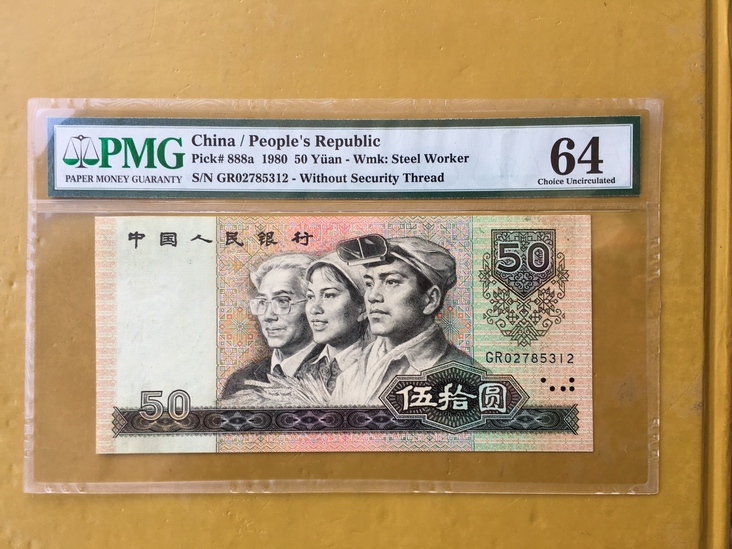 PMG
PAPER MONEY GUARANTY
China / People's Republic
Pick# 888a 1980 50 Yüan - Wmk: Steel Worker
S/N GR02785312 - Without Security Thread
64
Choice Uncirculated
中国人民银行
50
GR02785312
50
伍拾圆